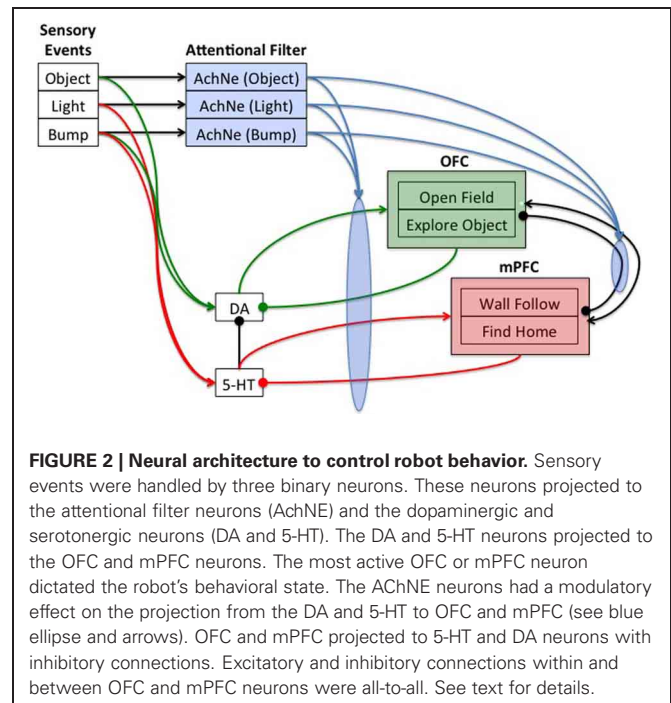 Sensory
Events
Attentional Filter
Object
AchNe (Object)
Light
AchNe (Light)
Bump
AchNe (Bump)
OFC
Open Field
Explore Object
mPFC
DA
Wall Follow
Find Home
5-HT
FIGURE 2 | Neural architecture to control robot behavior. Sensory
events were handled by three binary neurons. These neurons projected to
the attentional filter neurons (AchNE) and the dopaminergic and
serotonergic neurons (DA and 5-HT). The DA and 5-HT neurons projected to
the OFC and mPFC neurons. The most active OFC or mPFC neuron
dictated the robot's behavioral state. The AChNE neurons had a modulatory
effect on the projection from the DA and 5-HT to OFC and mPFC (see blue
ellipse and arrows). OFC and mPFC projected to 5-HT and DA neurons with
inhibitory connections. Excitatory and inhibitory connections within and
between OFC and mPFC neurons were all-to-all. See text for details.